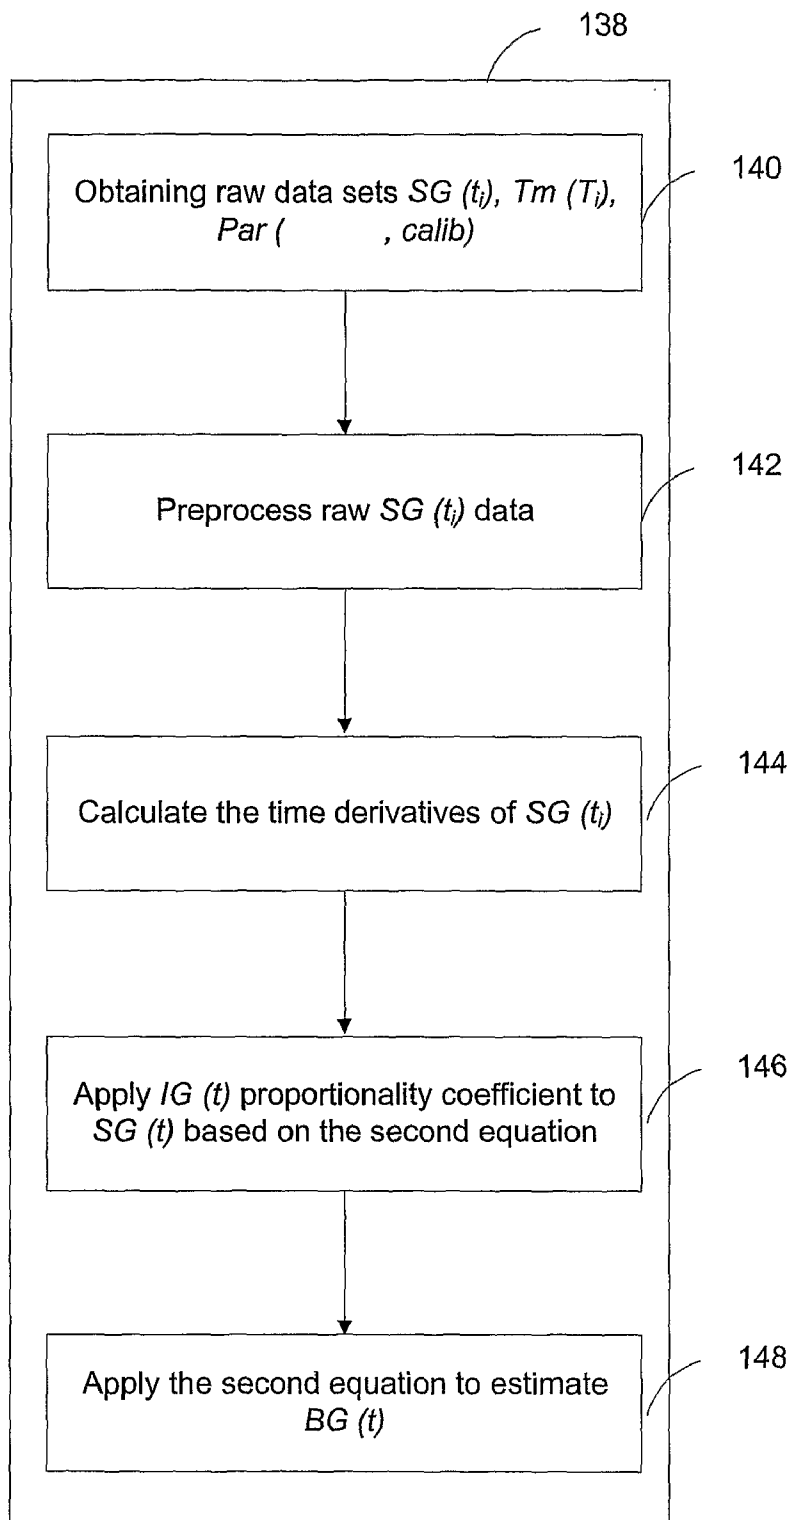 138
Obtaining raw data sets SG (tᵢ), Tm (Tᵢ),
Par ( , calib)
140
Preprocess raw SG (tᵢ) data
142
Calculate the time derivatives of SG (tᵢ)
144
Apply IG (t) proportionality coefficient to
SG (t) based on the second equation
146
Apply the second equation to estimate
BG (t)
148